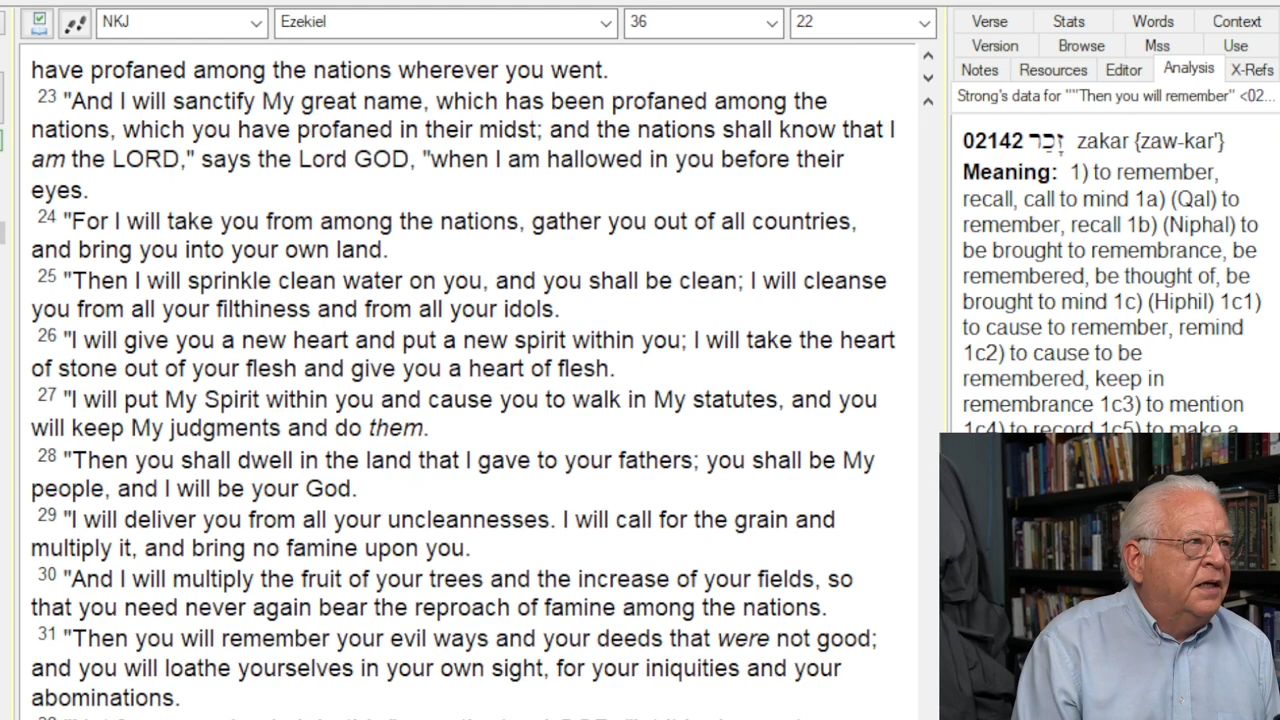 NKJ Ezekiel 36 22
have profaned among the nations wherever you went.
23 "And I will sanctify My great name, which has been profaned among the
nations, which you have profaned in their midst; and the nations shall know that I
am the LORD," says the Lord GOD, "when I am hallowed in you before their
eyes.
24 "For I will take you from among the nations, gather you out of all countries,
and bring you into your own land.
25 "Then I will sprinkle clean water on you, and you shall be clean; I will cleanse
you from all your filthiness and from all your idols.
26 "I will give you a new heart and put a new spirit within you; I will take the heart
of stone out of your flesh and give you a heart of flesh.
27 "I will put My Spirit within you and cause you to walk in My statutes, and you
will keep My judgments and do them.
28 "Then you shall dwell in the land that I gave to your fathers; you shall be My
people, and I will be your God.
29 "I will deliver you from all your uncleannesses. I will call for the grain and
multiply it, and bring no famine upon you.
30 "And I will multiply the fruit of your trees and the increase of your fields, so
that you need never again bear the reproach of famine among the nations.
31 "Then you will remember your evil ways and your deeds that were not good;
and you will loathe yourselves in your own sight, for your iniquities and your
abominations.
Verse Stats Words Context
Version Browse Mss Use
Notes Resources Editor Analysis X-Refs
Strong's data for ""Then you will remember" <02...
02142 זָכַר zakar {zaw-kar'}
Meaning: 1) to remember,
recall, call to mind 1a) (Qal) to
remember, recall 1b) (Niphal) to
be brought to remembrance, be
remembered, be thought of, be
brought to mind 1c) (Hiphil) 1c1)
to cause to remember, remind
1c2) to cause to be
remembered, keep in
remembrance 1c3) to mention
1c4) to record 1c5) to make a